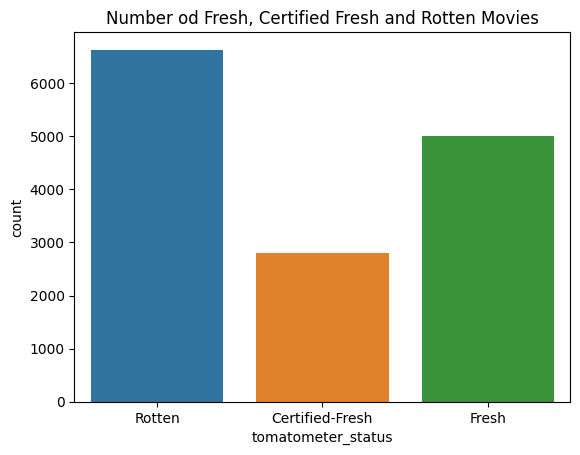 Number od Fresh, Certified Fresh and Rotten Movies
6000
5000
4000
3000
2000
1000
0
count
Rotten Certified-Fresh Fresh
tomatometer_status